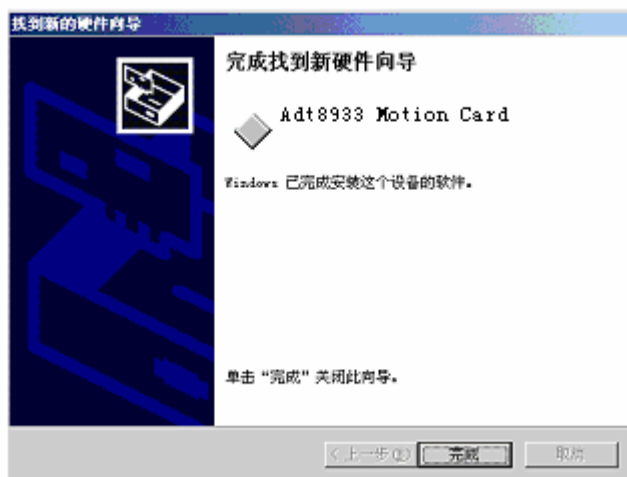 找到新的硬件向导
完成找到新硬件向导
Adt8933 Motion Card
Windows 已完成安装这个设备的软件。
单击“完成”关闭此向导。
<上一步(B) 完成 取消